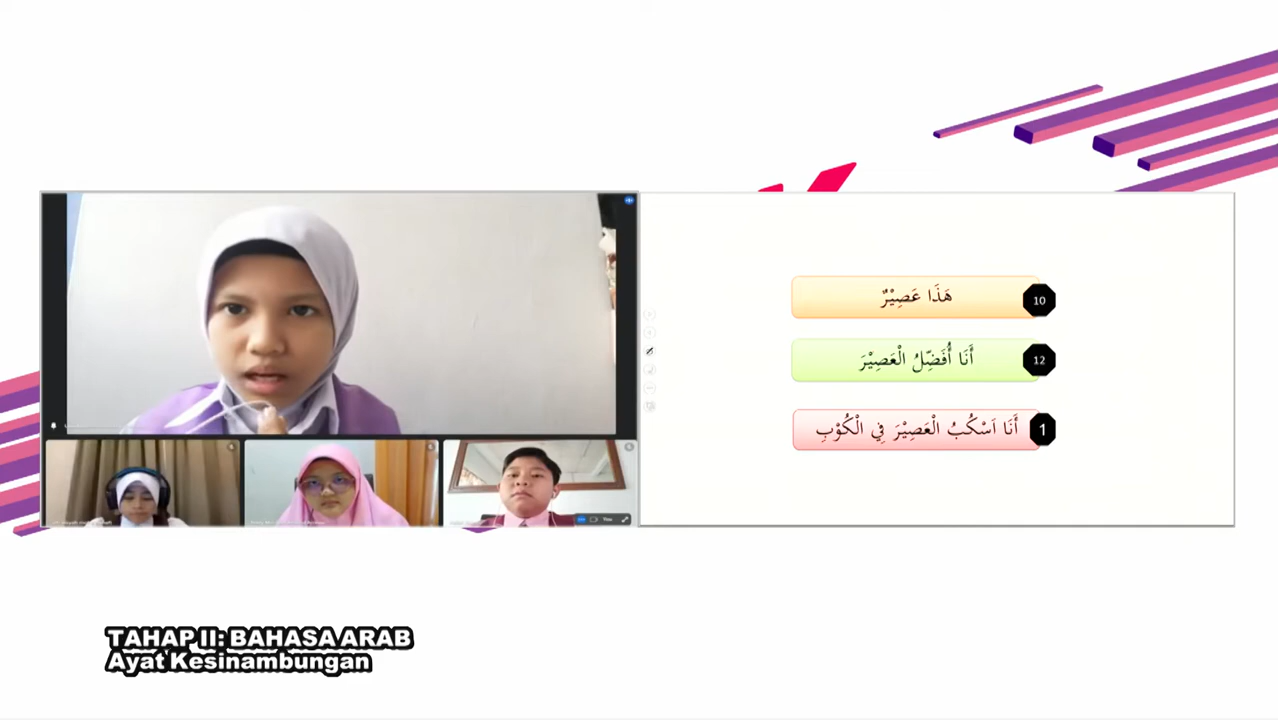 هَذَا عَصِيْرٌ
10
أَنَا أُفَضِّلُ الْعَصِيْرَ
12
أَنَا اَسْكُبُ الْعَصِيْرَ فِي الْكُوْبِ
1
TAHAP II: BAHASA ARAB
Ayat Kesinambungan